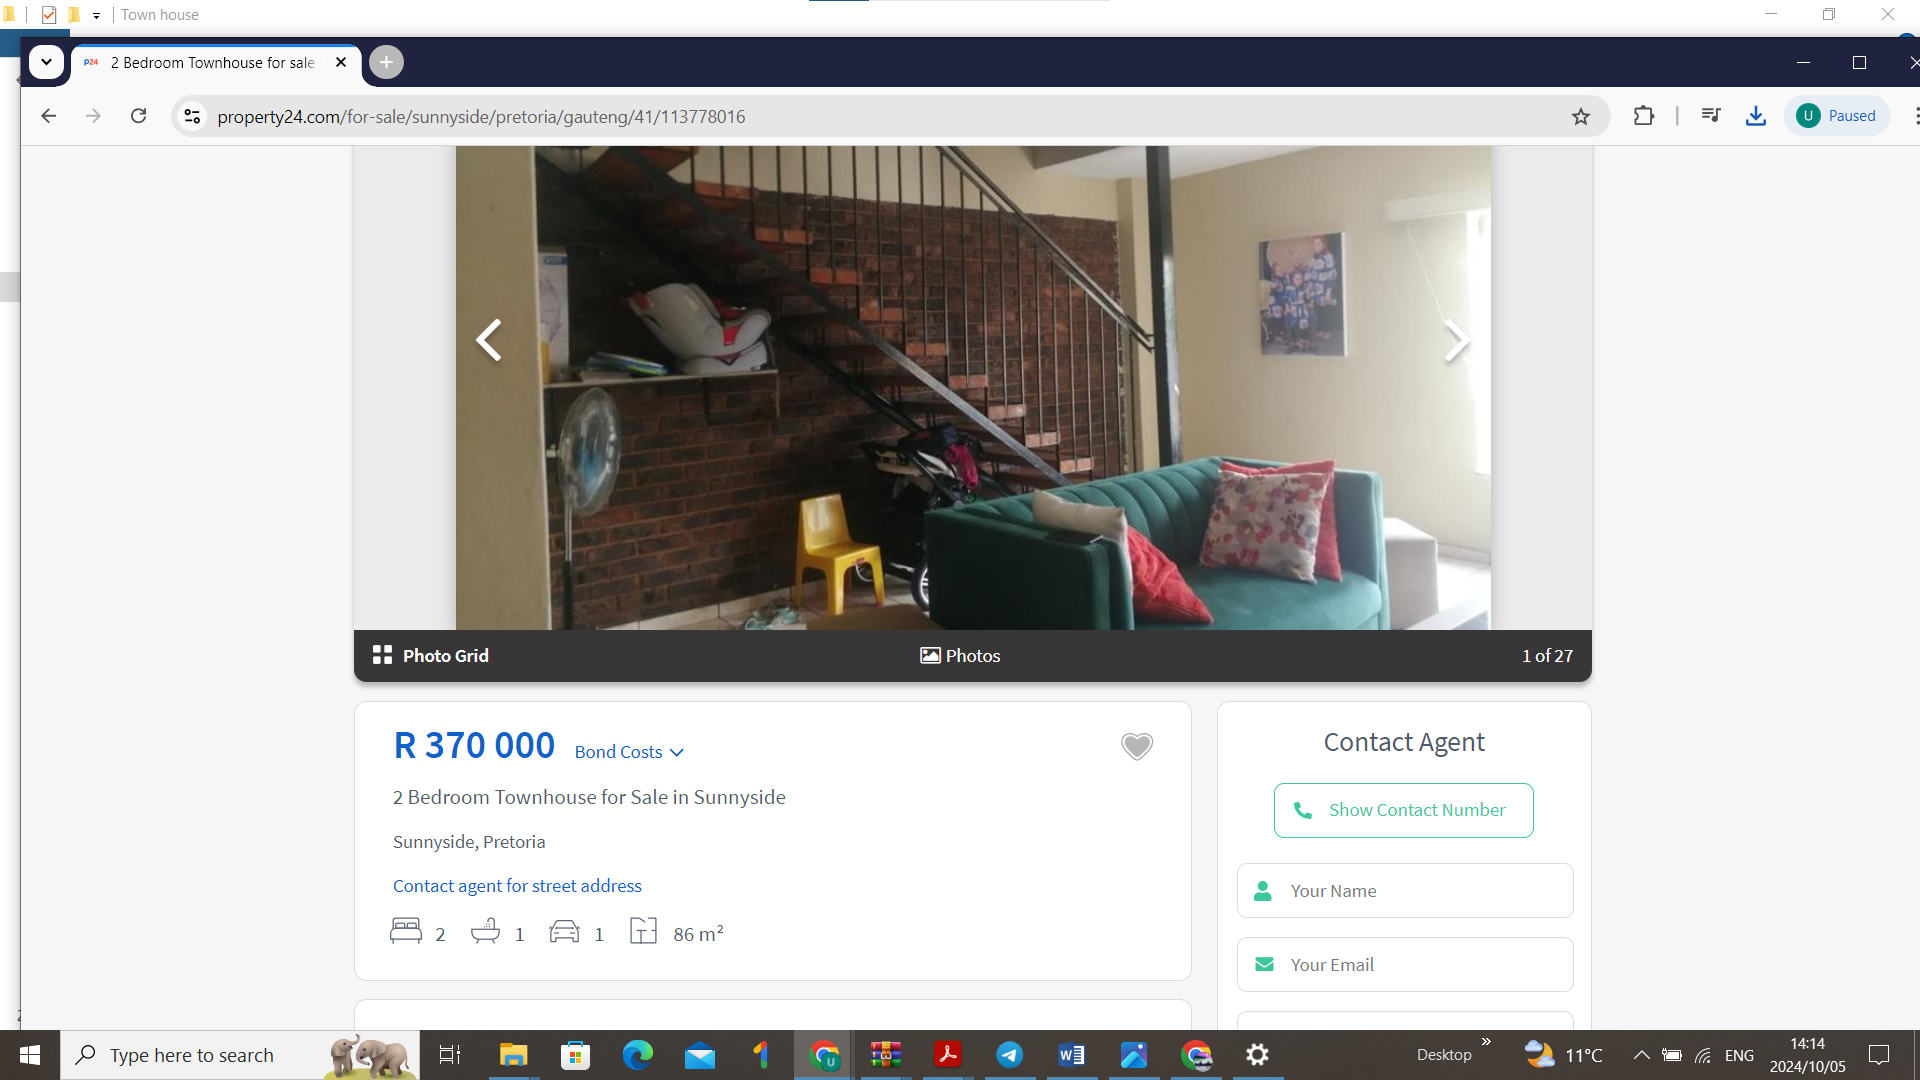 Town house
P24 2 Bedroom Townhouse for sale
property24.com/for-sale/sunnyside/pretoria/gauteng/41/113778016
U Paused
Photo Grid
Photos
1 of 27
R 370 000 Bond Costs
2 Bedroom Townhouse for Sale in Sunnyside
Sunnyside, Pretoria
Contact agent for street address
2 1 1 86 m²
Contact Agent
Show Contact Number
Your Name
Your Email
Type here to search
Desktop
11°C
ENG
14:14
2024/10/05